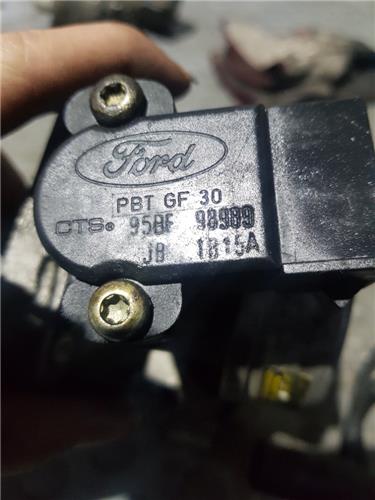 Ford
PBT GF 30
CTS® 95BF 9B989
JB 1B15A